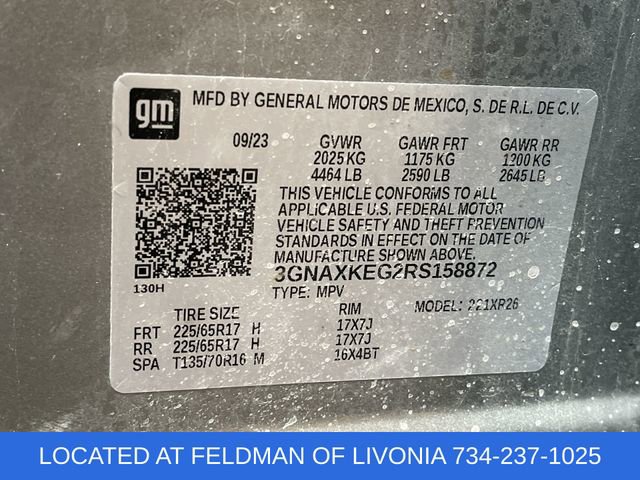 gm
MFD BY GENERAL MOTORS DE MEXICO, S. DE R.L. DE C.V.
09/23 GVWR GAWR FRT GAWR RR
2025 KG 1175 KG 1200 KG
4464 LB 2590 LB 2645 LB
THIS VEHICLE CONFORMS TO ALL
APPLICABLE U.S. FEDERAL MOTOR
VEHICLE SAFETY AND THEFT PREVENTION
STANDARDS IN EFFECT ON THE DATE OF
MANUFACTURE SHOWN ABOVE.
3GNAXKEG2RS158872
130H
TYPE: MPV MODEL: 221XR26
TIRE SIZE RIM
FRT 225/65R17 H 17X7J
RR 225/65R17 H 17X7J
SPA T135/70R16 M 16X4BT
LOCATED AT FELDMAN OF LIVONIA 734-237-1025